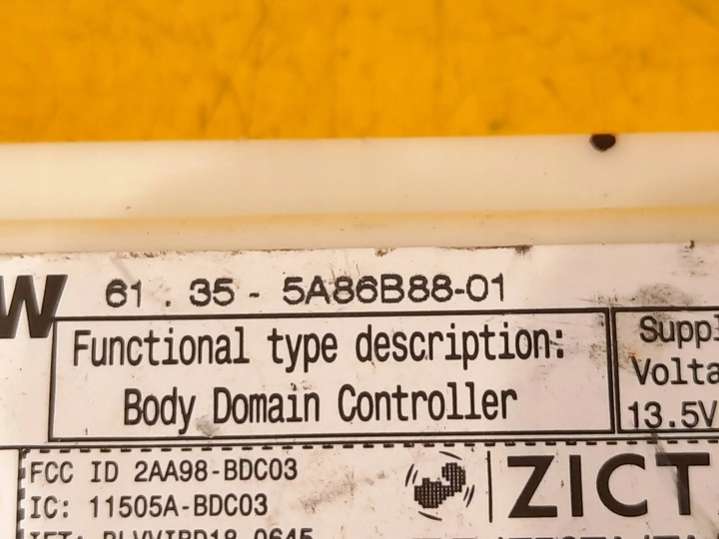 W 61 . 35 - 5A86B88-01
Functional type description:
Body Domain Controller
Suppl
Volta
13.5V
FCC ID 2AA98-BDC03
IC: 11505A-BDC03
ZICT